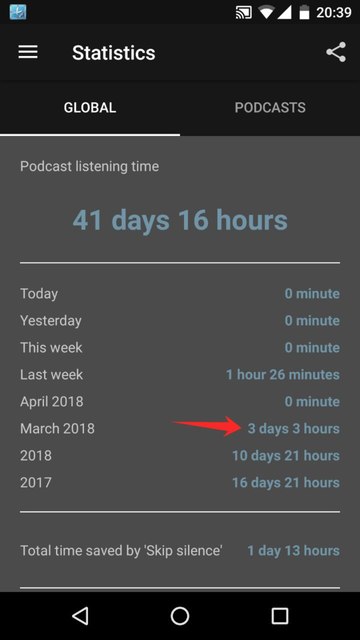 20:39
Statistics
GLOBAL PODCASTS
Podcast listening time
41 days 16 hours
Today 0 minute
Yesterday 0 minute
This week 0 minute
Last week 1 hour 26 minutes
April 2018 0 minute
March 2018 3 days 3 hours
2018 10 days 21 hours
2017 16 days 21 hours
Total time saved by 'Skip silence' 1 day 13 hours